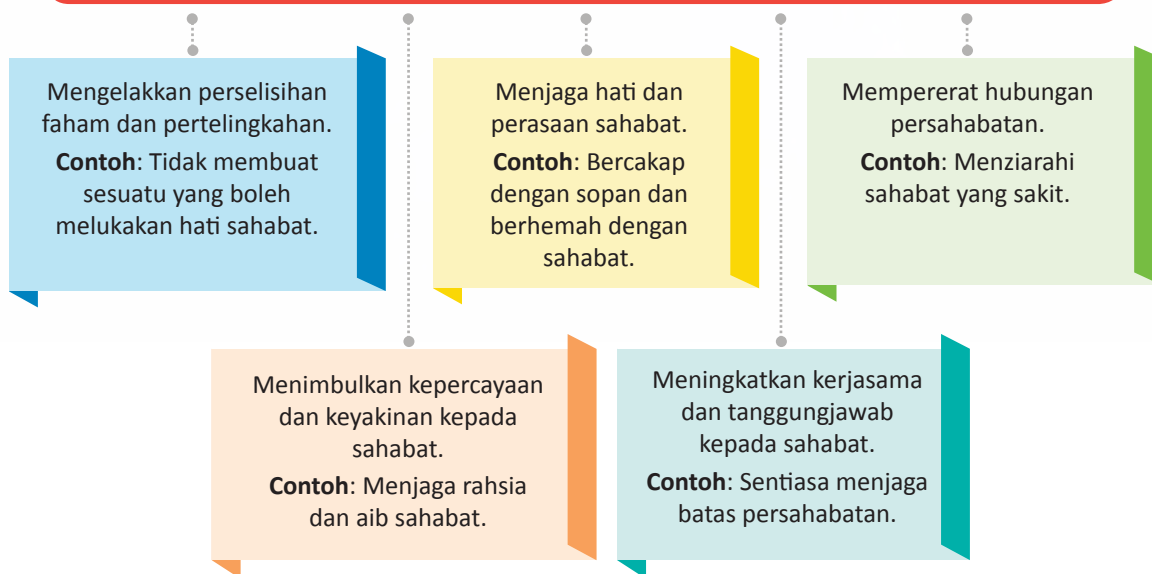 Mengelakkan perselisihan
faham dan pertelingkahan.
Contoh: Tidak membuat
sesuatu yang boleh
melukakan hati sahabat.
Menjaga hati dan
perasaan sahabat.
Contoh: Bercakap
dengan sopan dan
berhemah dengan
sahabat.
Mempererat hubungan
persahabatan.
Contoh: Menziarahi
sahabat yang sakit.
Menimbulkan kepercayaan
dan keyakinan kepada
sahabat.
Contoh: Menjaga rahsia
dan aib sahabat.
Meningkatkan kerjasama
dan tanggungjawab
kepada sahabat.
Contoh: Sentiasa menjaga
batas persahabatan.